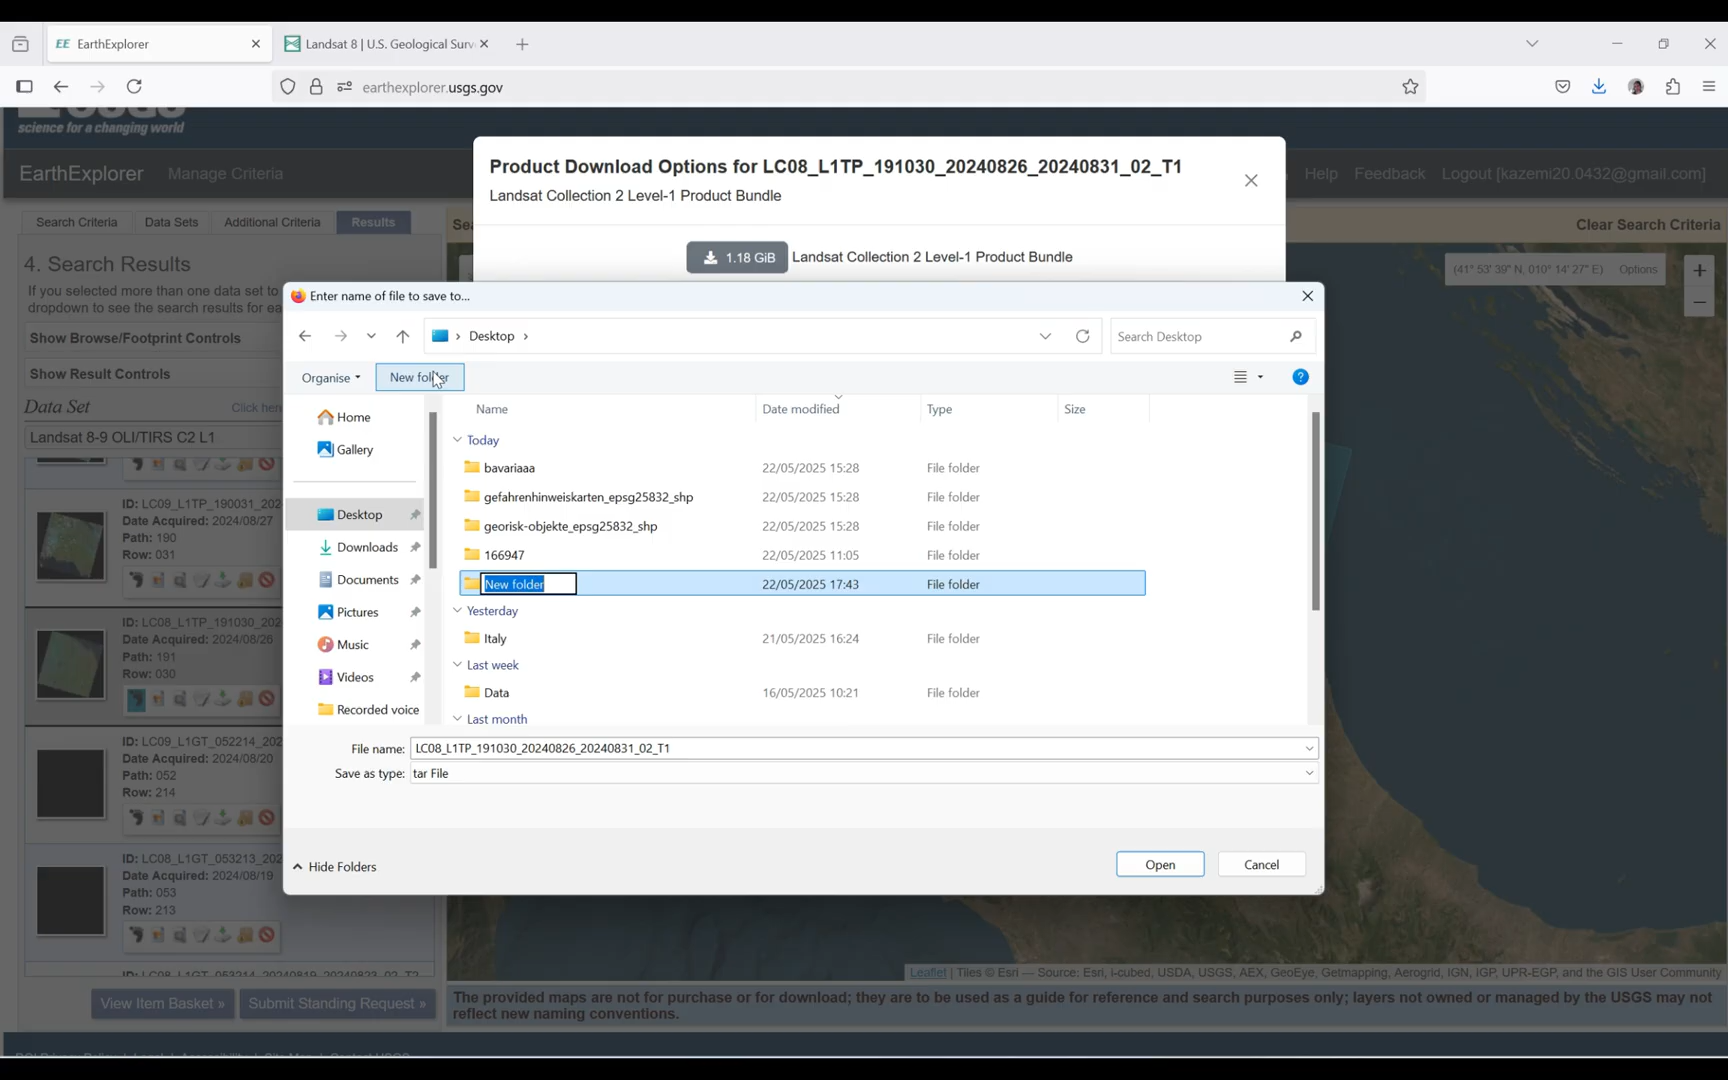 EE EarthExplorer
Landsat 8 | U.S. Geological Surv
earthexplorer.usgs.gov
science for a changing world
EarthExplorer Manage Criteria
Help Feedback Logout [kazemi20.0432@gmail.com]
Search Criteria Data Sets Additional Criteria Results
Sea
Clear Search Criteria
4. Search Results
If you selected more than one data set to
dropdown to see the search results for ea
Show Browse/Footprint Controls
Show Result Controls
Data Set Click her
Landsat 8-9 OLI/TIRS C2 L1
ID: LC09_L1TP_190031_202
Date Acquired: 2024/08/27
Path: 190
Row: 031
ID: LC08_L1TP_191030_202
Date Acquired: 2024/08/26
Path: 191
Row: 030
ID: LC09_L1GT_052214_202
Date Acquired: 2024/08/20
Path: 052
Row: 214
ID: LC08_L1GT_053213_202
Date Acquired: 2024/08/19
Path: 053
Row: 213
ID: LC08_L1GT_053214_20240819_20240823_02_T2
View Item Basket » Submit Standing Request »
Product Download Options for LC08_L1TP_191030_20240826_20240831_02_T1
Landsat Collection 2 Level-1 Product Bundle
1.18 GiB Landsat Collection 2 Level-1 Product Bundle
(41° 53' 39" N, 010° 14' 27" E) Options
+
−
Enter name of file to save to...
Desktop
Search Desktop
Organise New folder
Home
Gallery
Desktop
Downloads
Documents
Pictures
Music
Videos
Recorded voice
Name Date modified Type Size
Today
bavariaaa 22/05/2025 15:28 File folder
gefahrenhinweiskarten_epsg25832_shp 22/05/2025 15:28 File folder
georisk-objekte_epsg25832_shp 22/05/2025 15:28 File folder
166947 22/05/2025 11:05 File folder
New folder 22/05/2025 17:43 File folder
Yesterday
Italy 21/05/2025 16:24 File folder
Last week
Data 16/05/2025 10:21 File folder
Last month
File name: LC08_L1TP_191030_20240826_20240831_02_T1
Save as type: tar File
Hide Folders
Open Cancel
Leaflet | Tiles © Esri — Source: Esri, i-cubed, USDA, USGS, AEX, GeoEye, Getmapping, Aerogrid, IGN, IGP, UPR-EGP, and the GIS User Community
The provided maps are not for purchase or for download; they are to be used as a guide for reference and search purposes only; layers not owned or managed by the USGS may not
reflect new naming conventions.